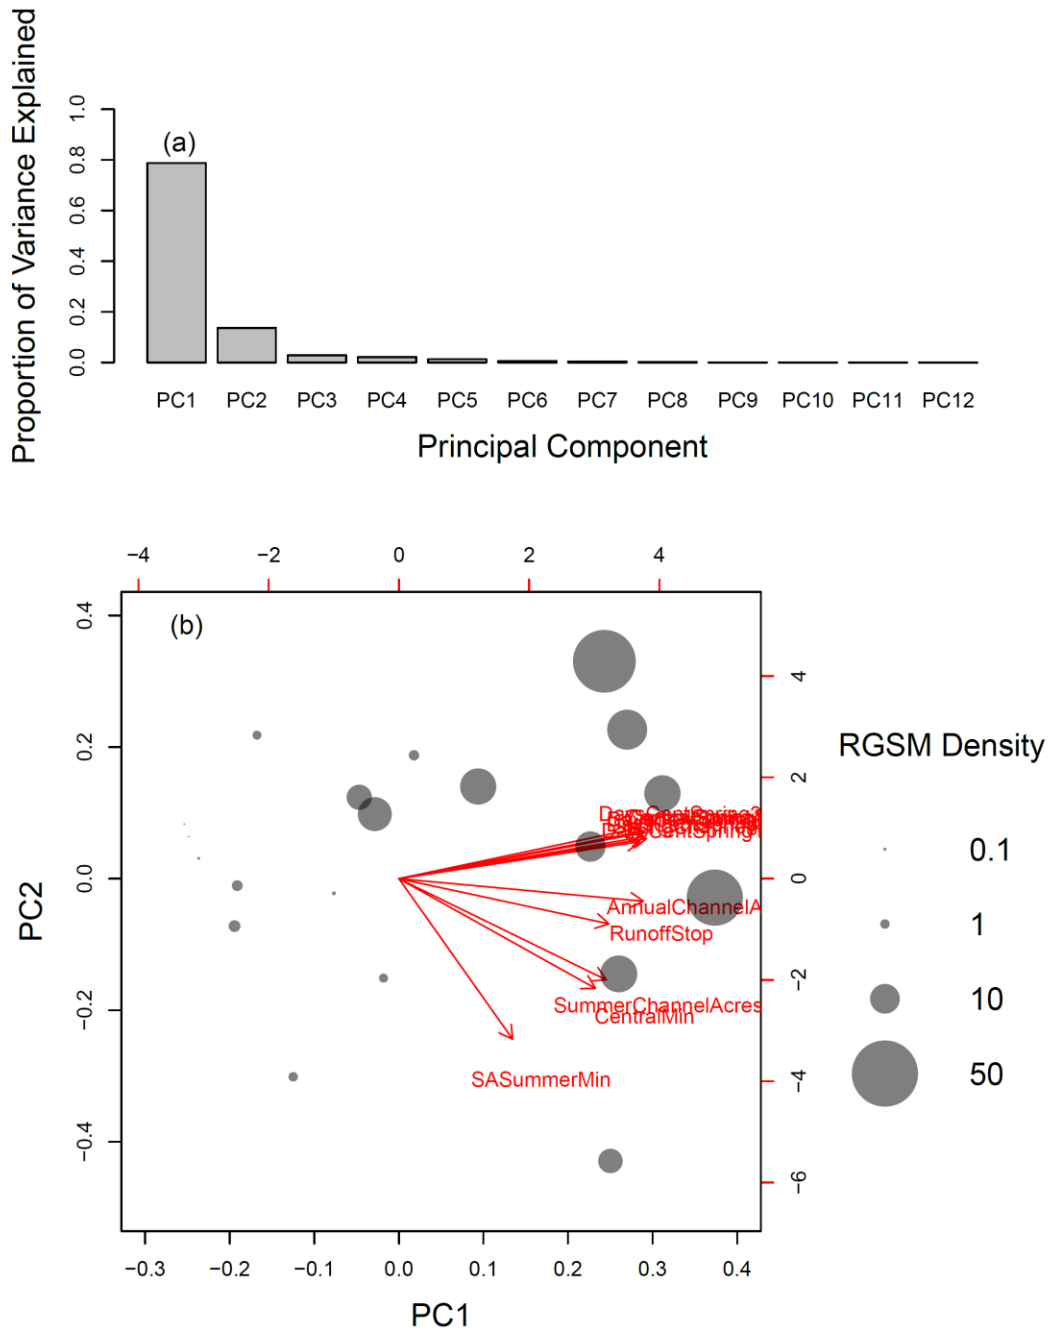 Proportion of Variance Explained
1.0
0.8
0.6
0.4
0.2
0.0
(a)
PC1 PC2 PC3 PC4 PC5 PC6 PC7 PC8 PC9 PC10 PC11 PC12
Principal Component
−4 −2 0 2 4
(b)
PC2
0.4
0.2
0.0
−0.2
−0.4
4
2
0
−2
−4
−6
AnnualChannelA
RunoffStop
SummerChannelAcres
CentralMin
SASummerMin
−0.3 −0.2 −0.1 0.0 0.1 0.2 0.3 0.4
PC1
RGSM Density
0.1
1
10
50